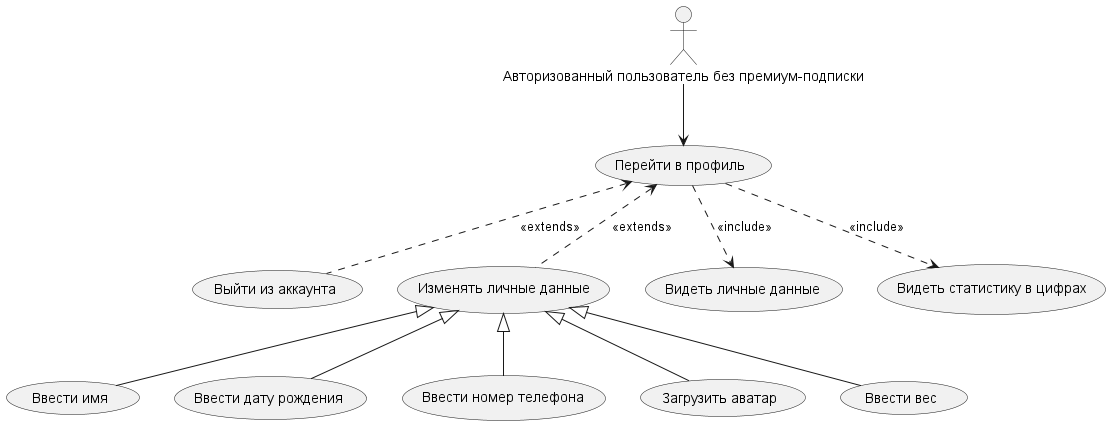 Авторизованный пользователь без премиум-подписки
Перейти в профиль
«extends»
«extends»
«include»
«include»
Выйти из аккаунта
Изменять личные данные
Видеть личные данные
Видеть статистику в цифрах
Ввести имя
Ввести дату рождения
Ввести номер телефона
Загрузить аватар
Ввести вес